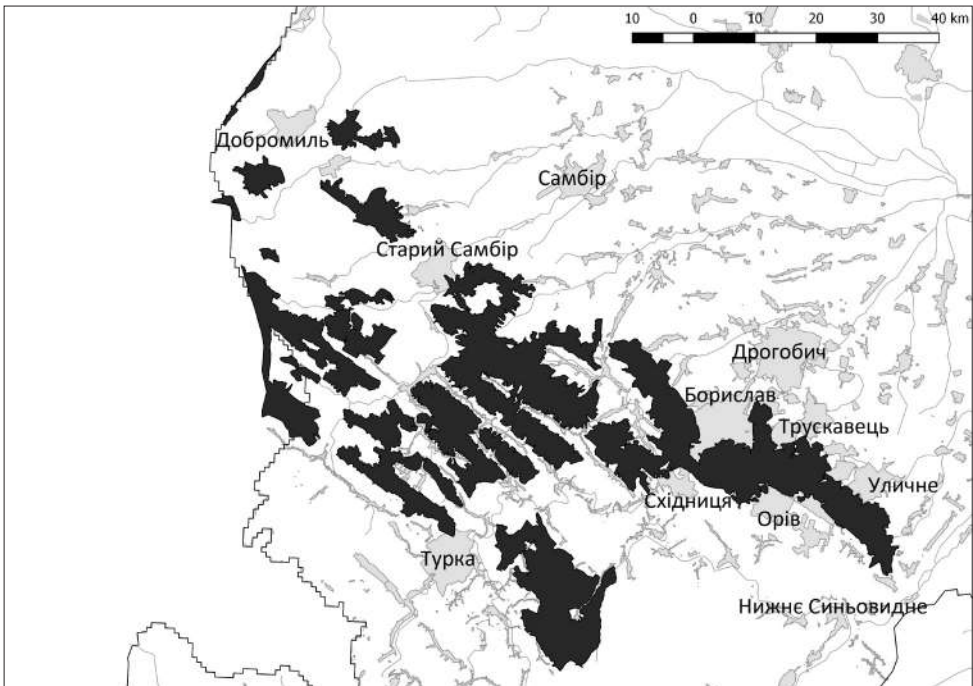 10 0 10 20 30 40 km
Добромиль
Самбір
Старий Самбір
Дрогобич
Борислав
Трускавець
Уличне
Східниця
Орів
Турка
Нижнє Синьовидне